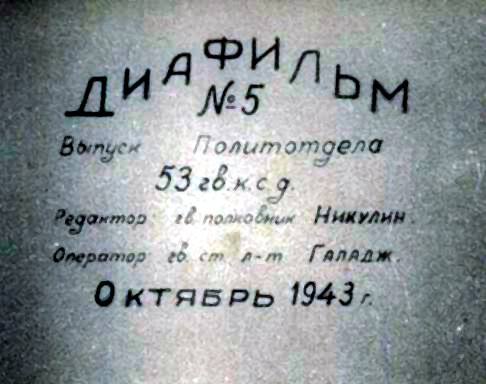 ДИАФИЛЬМ
№5
Выпуск Политотдела
53 гв.к.с.д.
Редактор гв. полковник Никулин.
Оператор гв. ст. л-т Галадж.
Октябрь 1943 г.